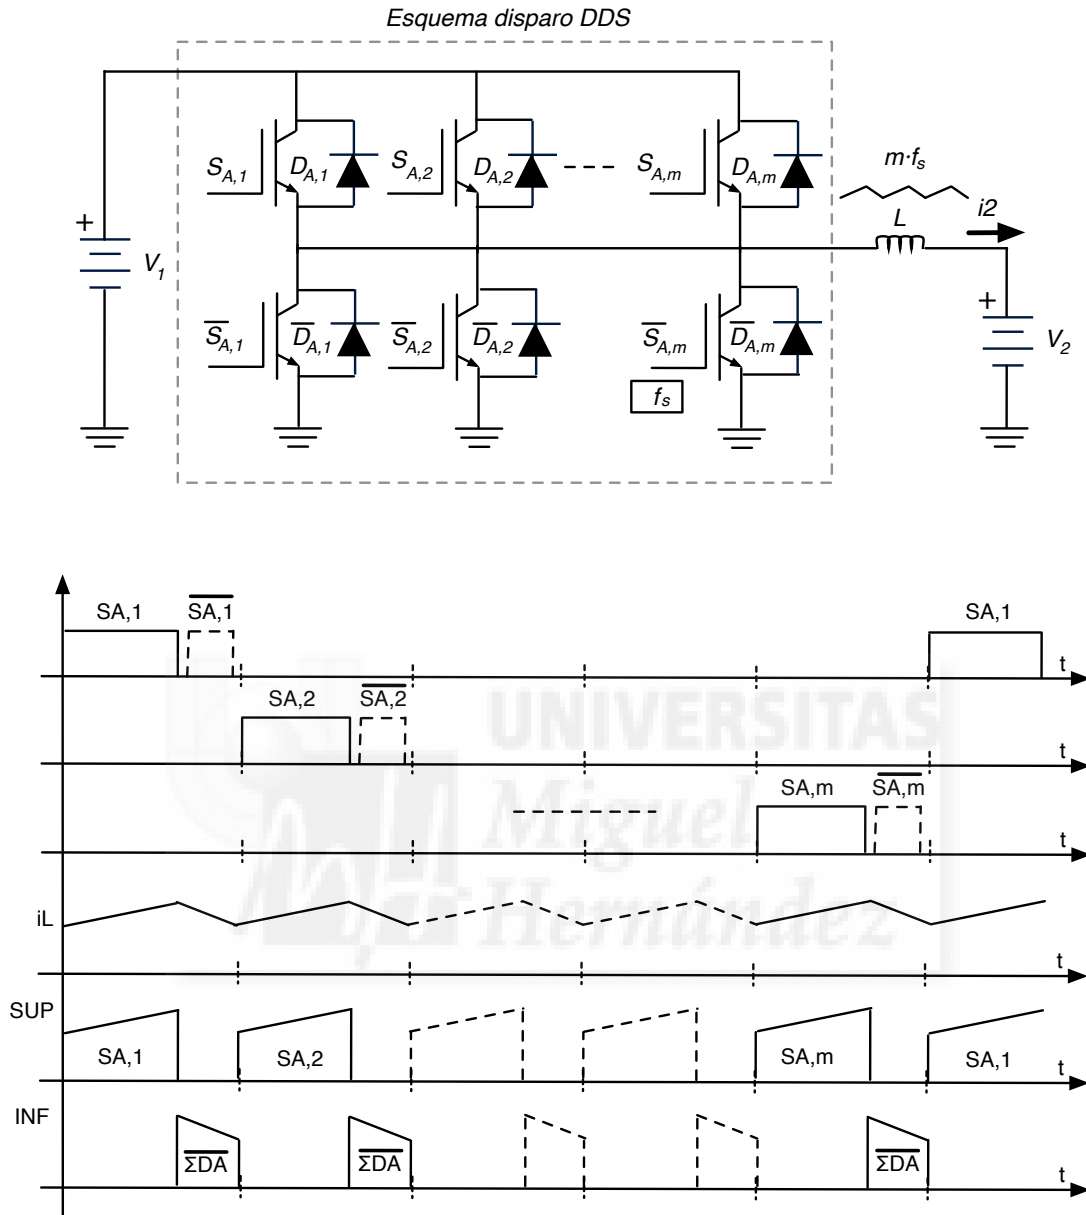 Esquema disparo DDS
S_A,1 D_A,1 S_A,2 D_A,2 S_A,m D_A,m m·f_s
L i2
+ V_1
S̅_A,1 D̅_A,1 S̅_A,2 D̅_A,2 S̅_A,m D̅_A,m + V_2
f_s
SA,1 S̅A̅,̅1̅ SA,1
t
SA,2 S̅A̅,̅2̅
t
UNIVERSITAS
SA,m S̅A̅,̅m̅
t
Miguel
iL
Hernández
t
SUP
SA,1 SA,2 SA,m SA,1
t
INF
Σ̅D̅A̅ Σ̅D̅A̅ Σ̅D̅A̅
t